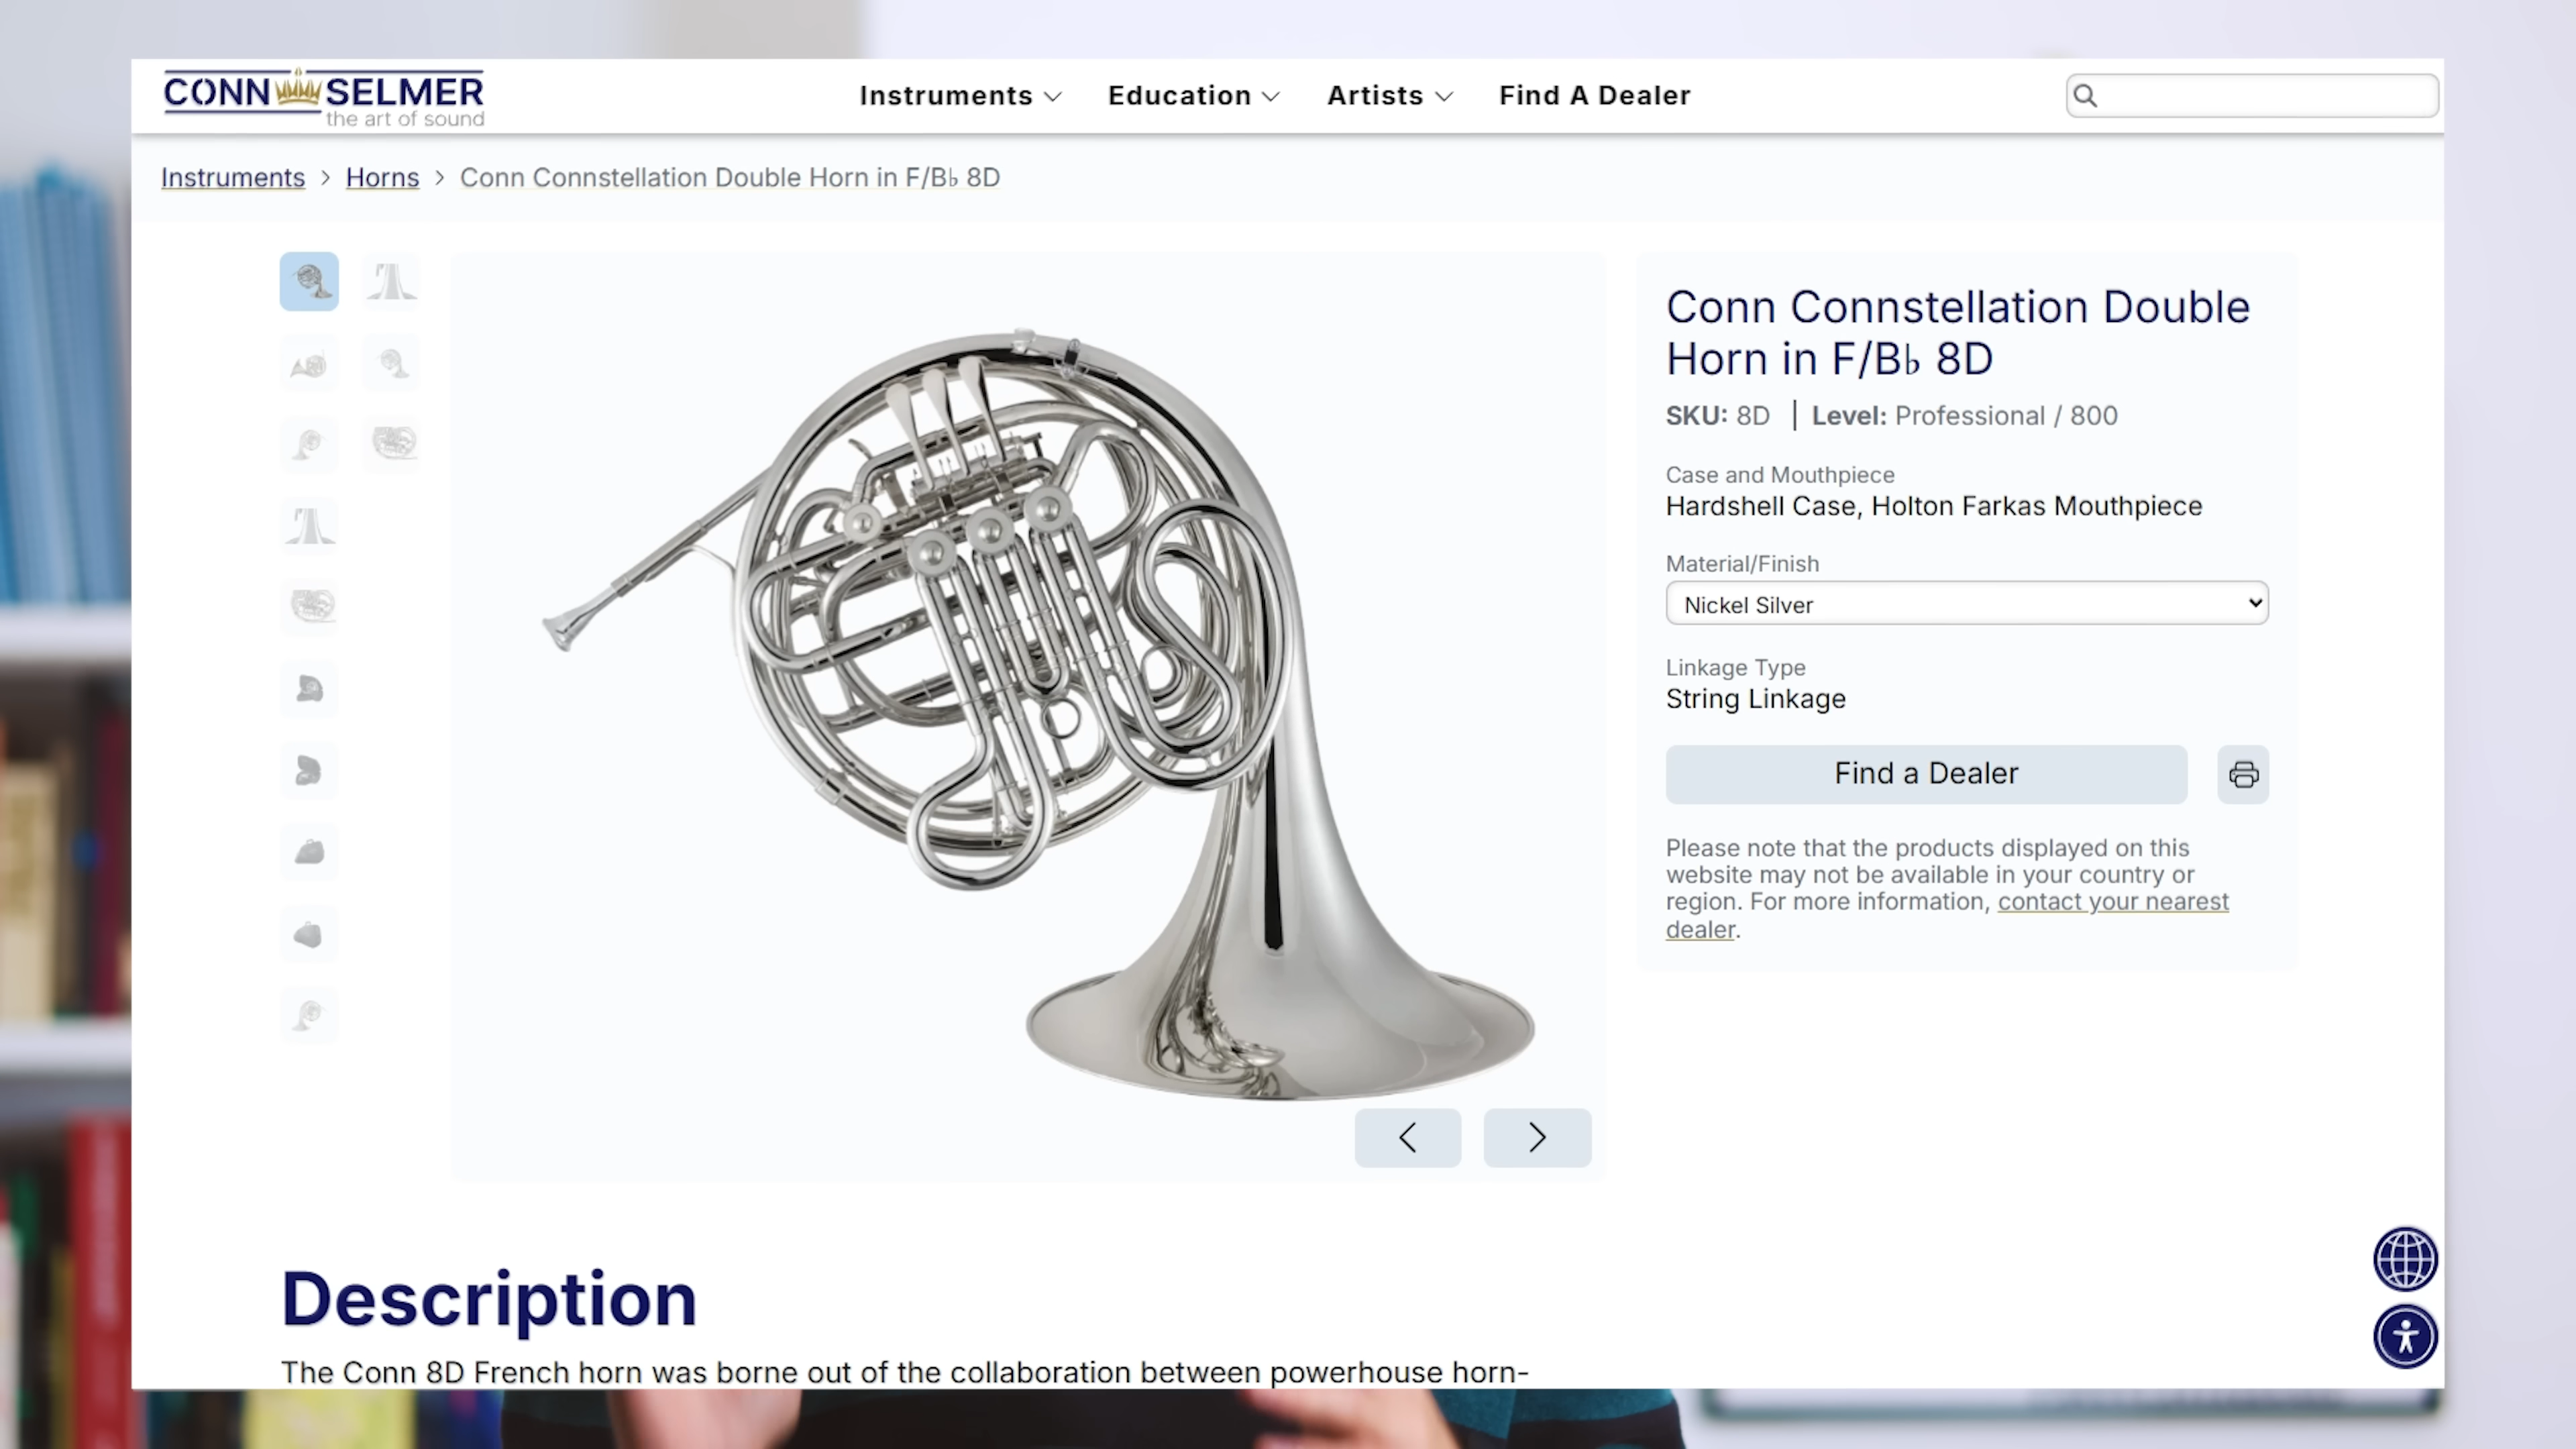 CONN SELMER
the art of sound
Instruments Education Artists Find A Dealer
Instruments > Horns > Conn Connstellation Double Horn in F/B♭ 8D
Conn Connstellation Double
Horn in F/B♭ 8D
SKU: 8D | Level: Professional / 800
Case and Mouthpiece
Hardshell Case, Holton Farkas Mouthpiece
Material/Finish
Nickel Silver
Linkage Type
String Linkage
Find a Dealer
Please note that the products displayed on this
website may not be available in your country or
region. For more information, contact your nearest
dealer.
Description
The Conn 8D French horn was borne out of the collaboration between powerhouse horn-